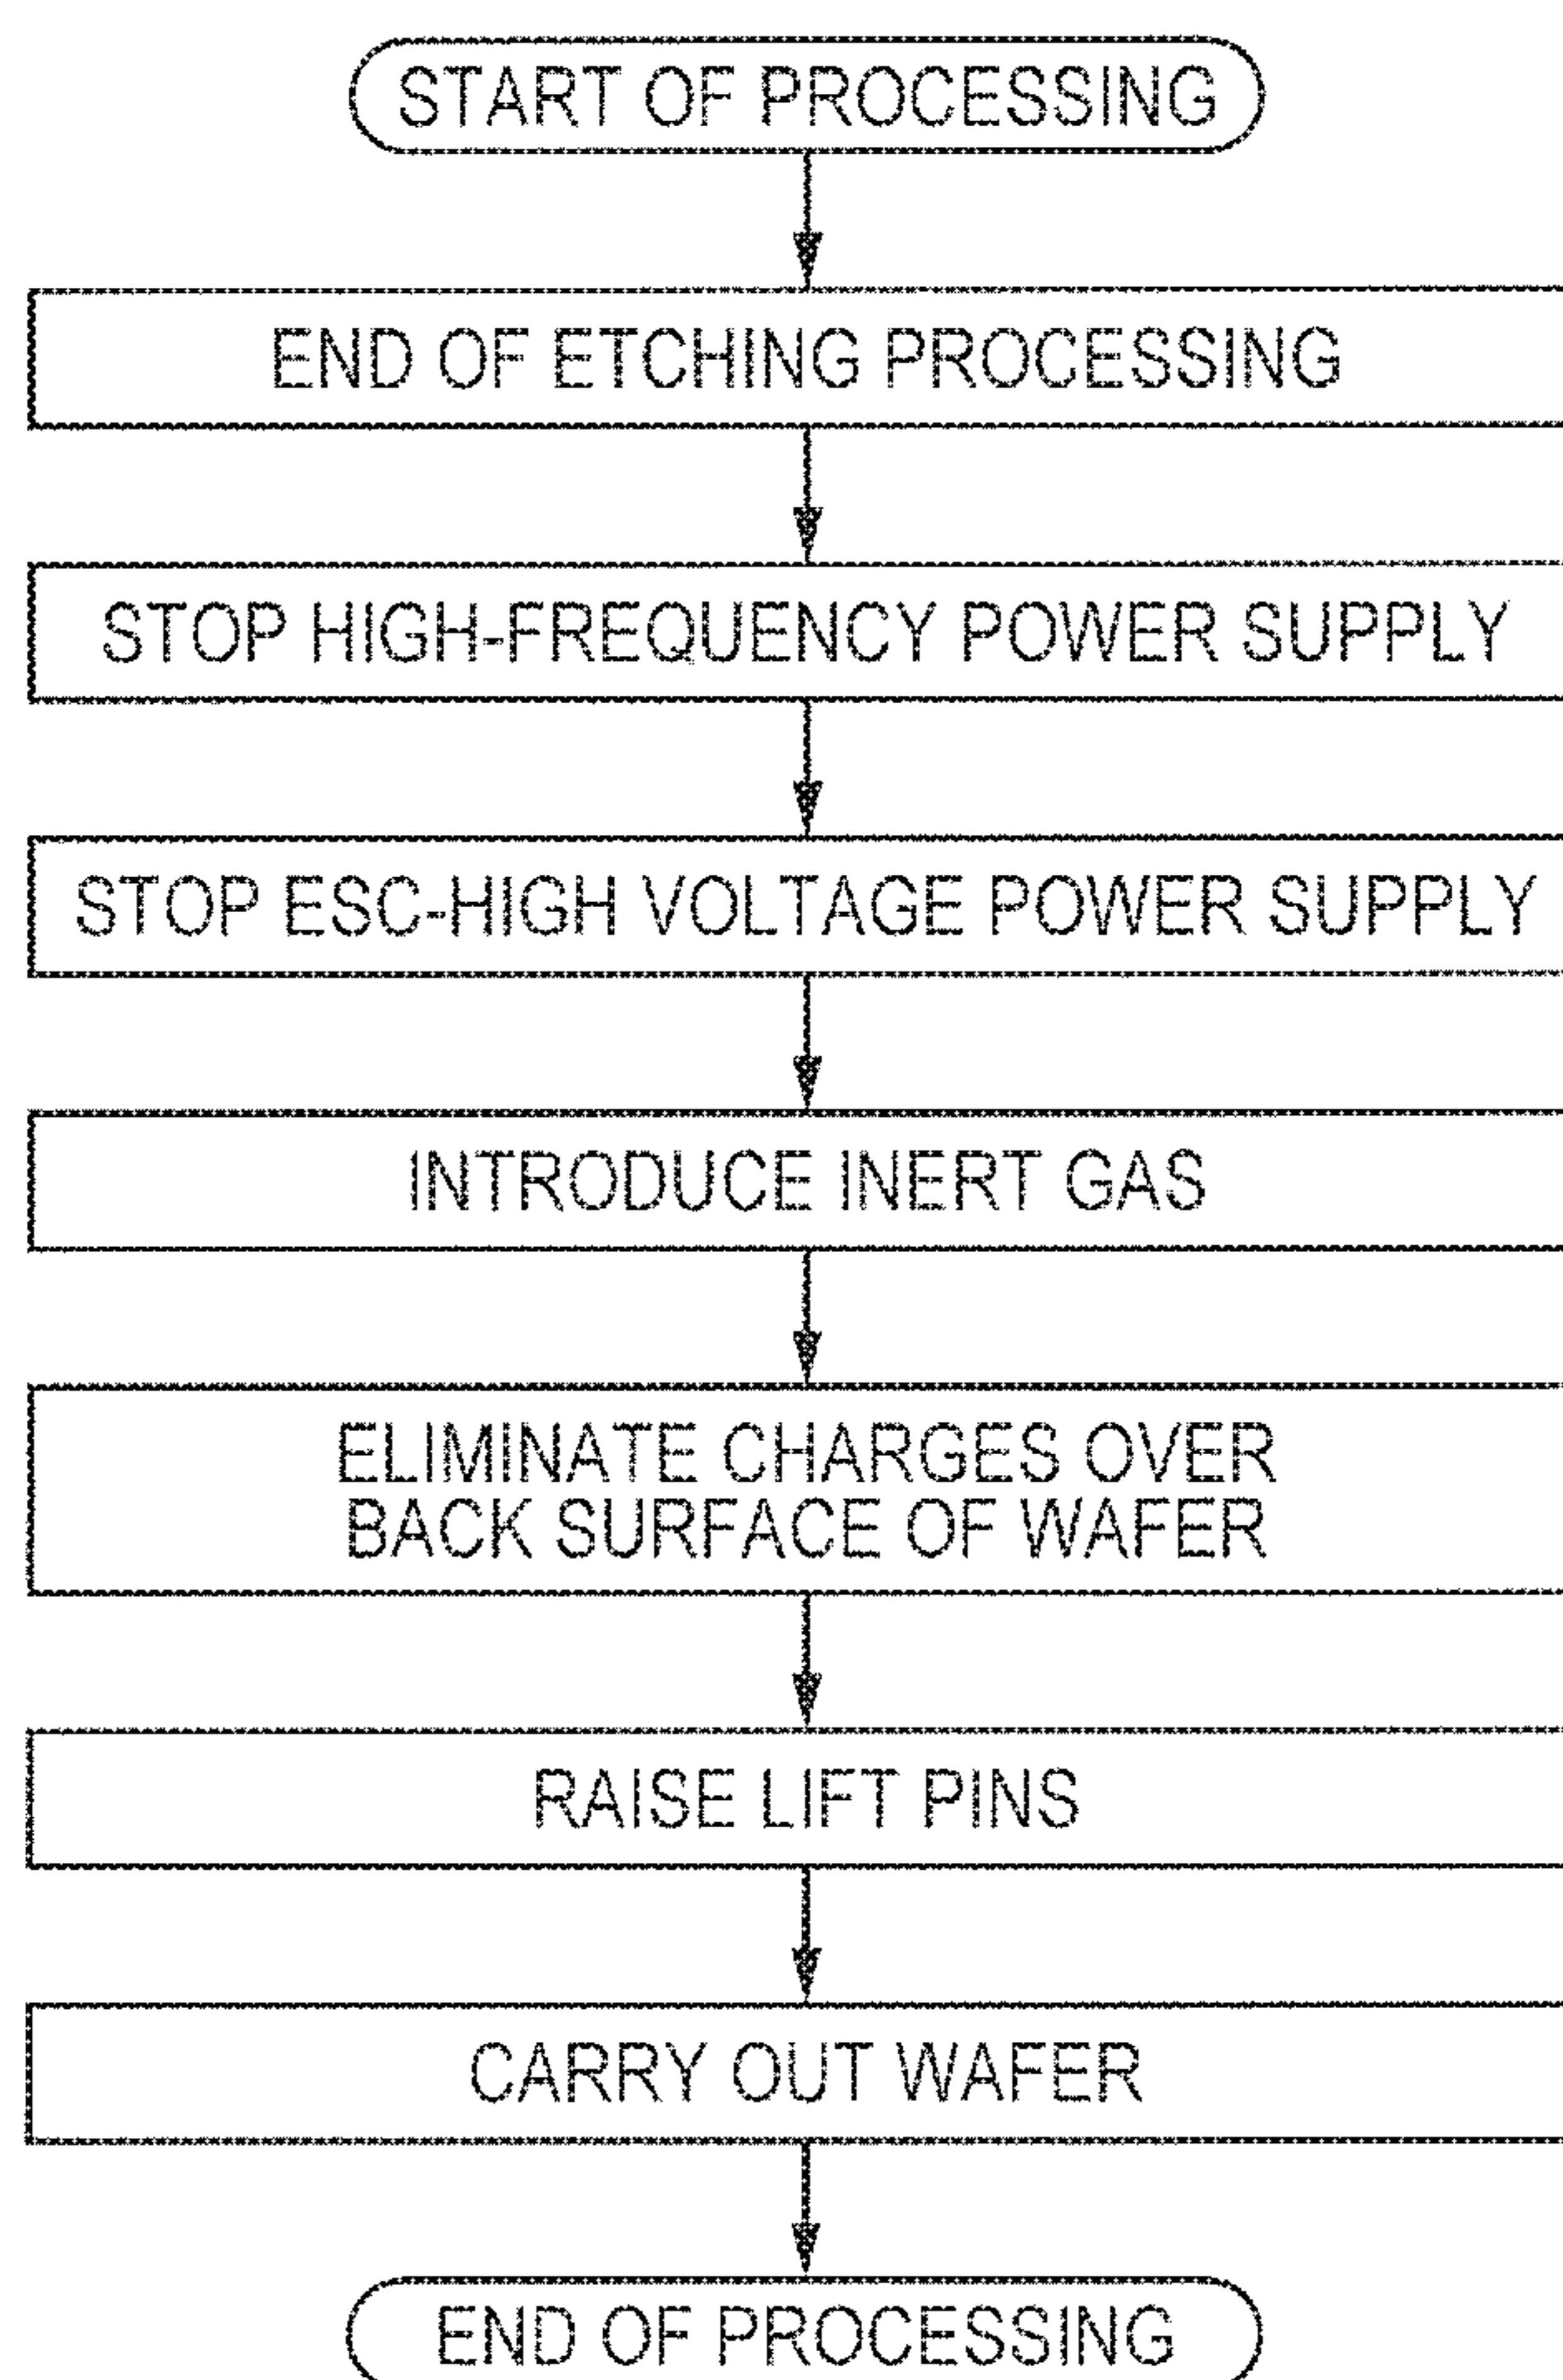 START OF PROCESSING
END OF ETCHING PROCESSING
STOP HIGH-FREQUENCY POWER SUPPLY
STOP ESC-HIGH VOLTAGE POWER SUPPLY
INTRODUCE INERT GAS
ELIMINATE CHARGES OVER
BACK SURFACE OF WAFER
RAISE LIFT PINS
CARRY OUT WAFER
END OF PROCESSING